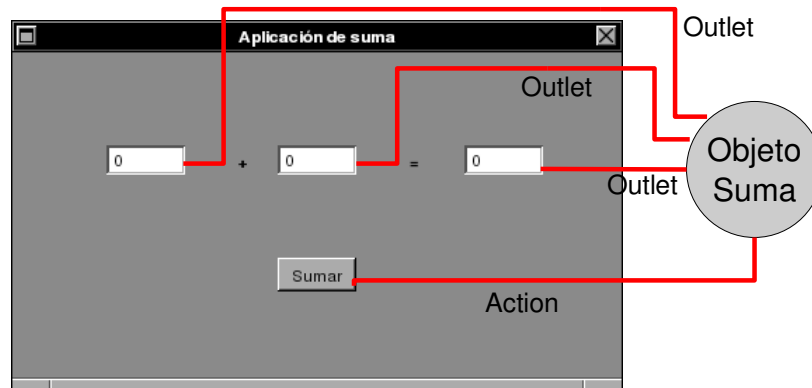 Aplicación de suma
Outlet
Outlet
0 + 0 = 0
Objeto
Suma
Outlet
Sumar
Action